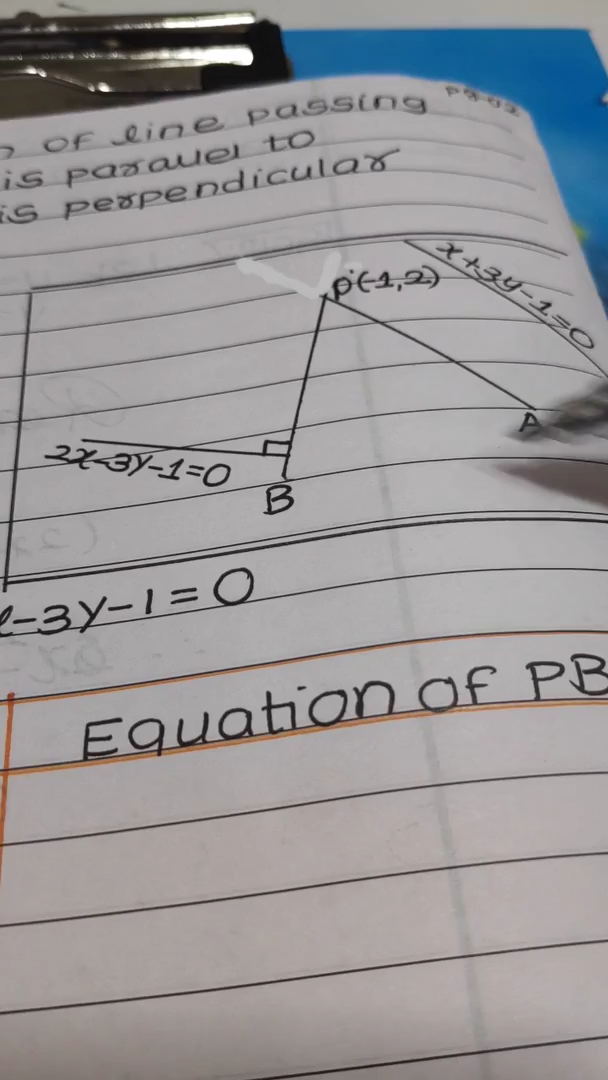 of line passing
is parallel to
is perpendicular
P(-1,2)
x+3y-1=0
A
2x-3y-1=0
B
-3y-1=0
Equation of PB